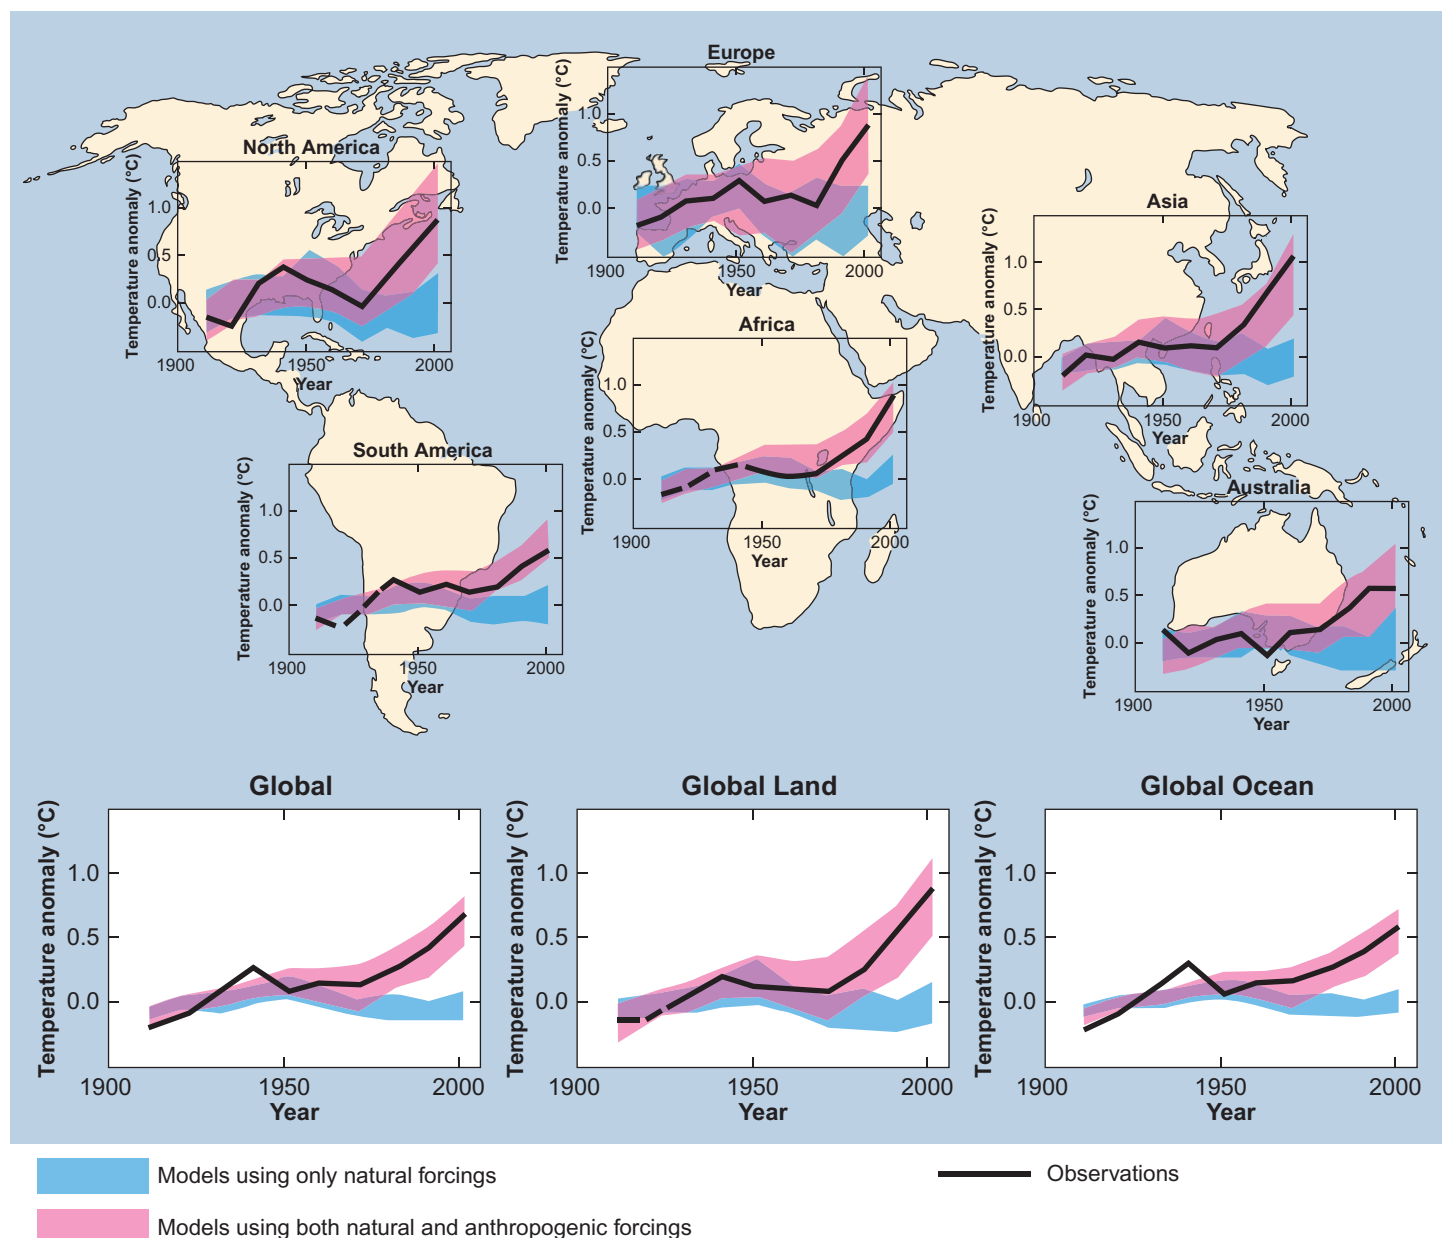 Europe
Temperature anomaly (°C)
1.0
0.5
0.0
1900
1950
2000
Year
North America
Temperature anomaly (°C)
1.0
0.5
0.0
1900
1950
2000
Year
Asia
Temperature anomaly (°C)
1.0
0.5
0.0
1900
1950
2000
Year
Africa
Temperature anomaly (°C)
1.0
0.5
0.0
1900
1950
2000
Year
South America
Temperature anomaly (°C)
1.0
0.5
0.0
1900
1950
2000
Year
Australia
Temperature anomaly (°C)
1.0
0.5
0.0
1900
1950
2000
Year
Global
Temperature anomaly (°C)
1.0
0.5
0.0
1900
1950
2000
Year
Global Land
Temperature anomaly (°C)
1.0
0.5
0.0
1900
1950
2000
Year
Global Ocean
Temperature anomaly (°C)
1.0
0.5
0.0
1900
1950
2000
Year
Models using only natural forcings
Observations
Models using both natural and anthropogenic forcings